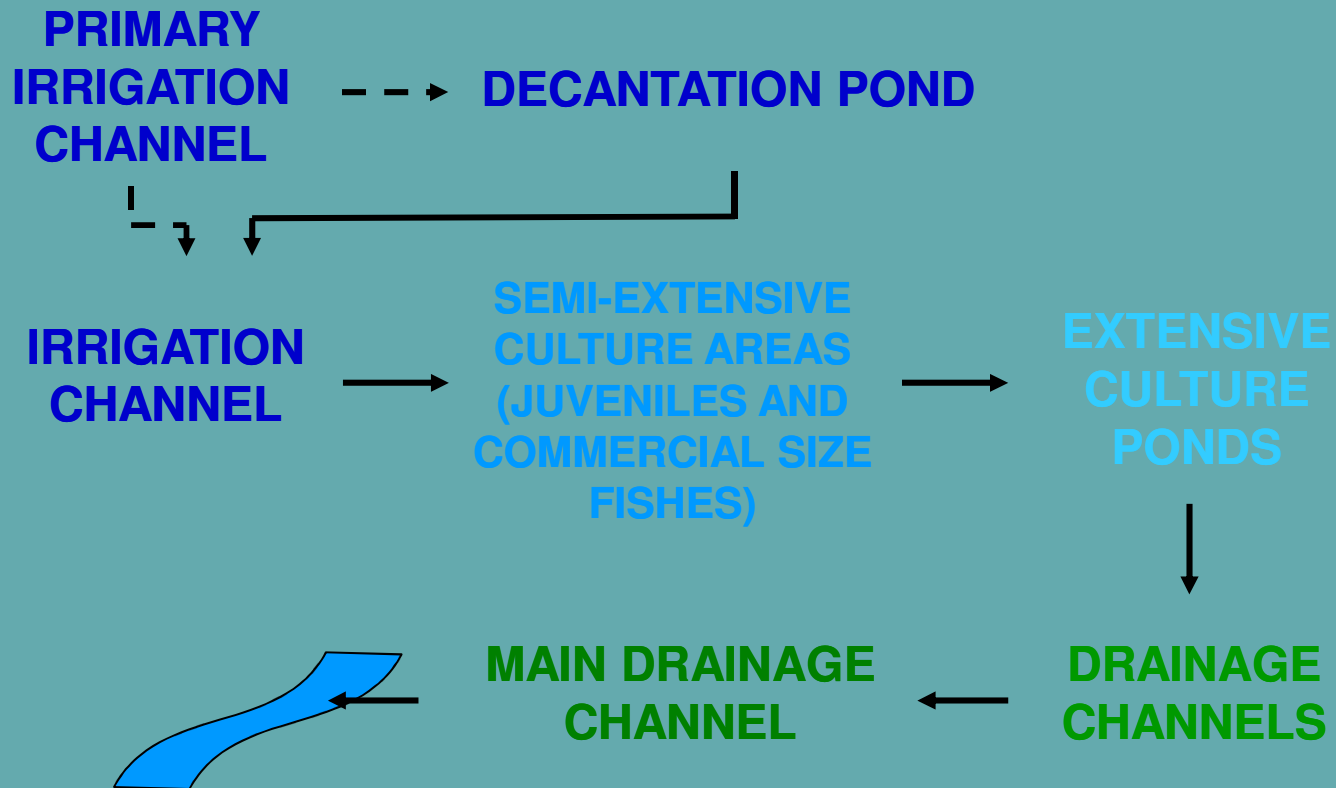 PRIMARY
IRRIGATION
CHANNEL
DECANTATION POND
IRRIGATION
CHANNEL
SEMI-EXTENSIVE
CULTURE AREAS
(JUVENILES AND
COMMERCIAL SIZE
FISHES)
EXTENSIVE
CULTURE
PONDS
MAIN DRAINAGE
CHANNEL
DRAINAGE
CHANNELS